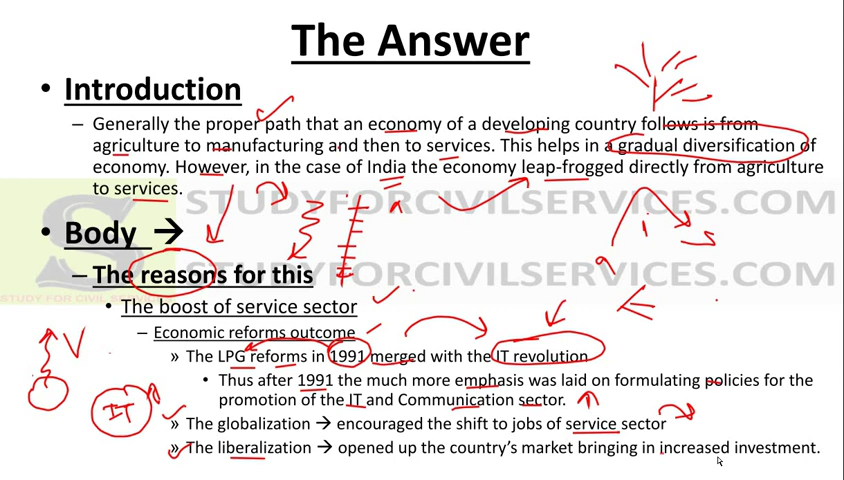 The Answer
• Introduction
– Generally the proper path that an economy of a developing country follows is from
agriculture to manufacturing and then to services. This helps in a gradual diversification of
economy. However, in the case of India the economy leap-frogged directly from agriculture
to services.
STUDYFORCIVILSERVICES.COM
• Body →
– The reasons for this
STUDYFORCIVILSERVICES.COM
STUDY FOR CIVIL SERVICES
• The boost of service sector
– Economic reforms outcome
» The LPG reforms in 1991 merged with the IT revolution
• Thus after 1991 the much more emphasis was laid on formulating policies for the
promotion of the IT and Communication sector.
IT
» The globalization → encouraged the shift to jobs of service sector
» The liberalization → opened up the country's market bringing in increased investment.